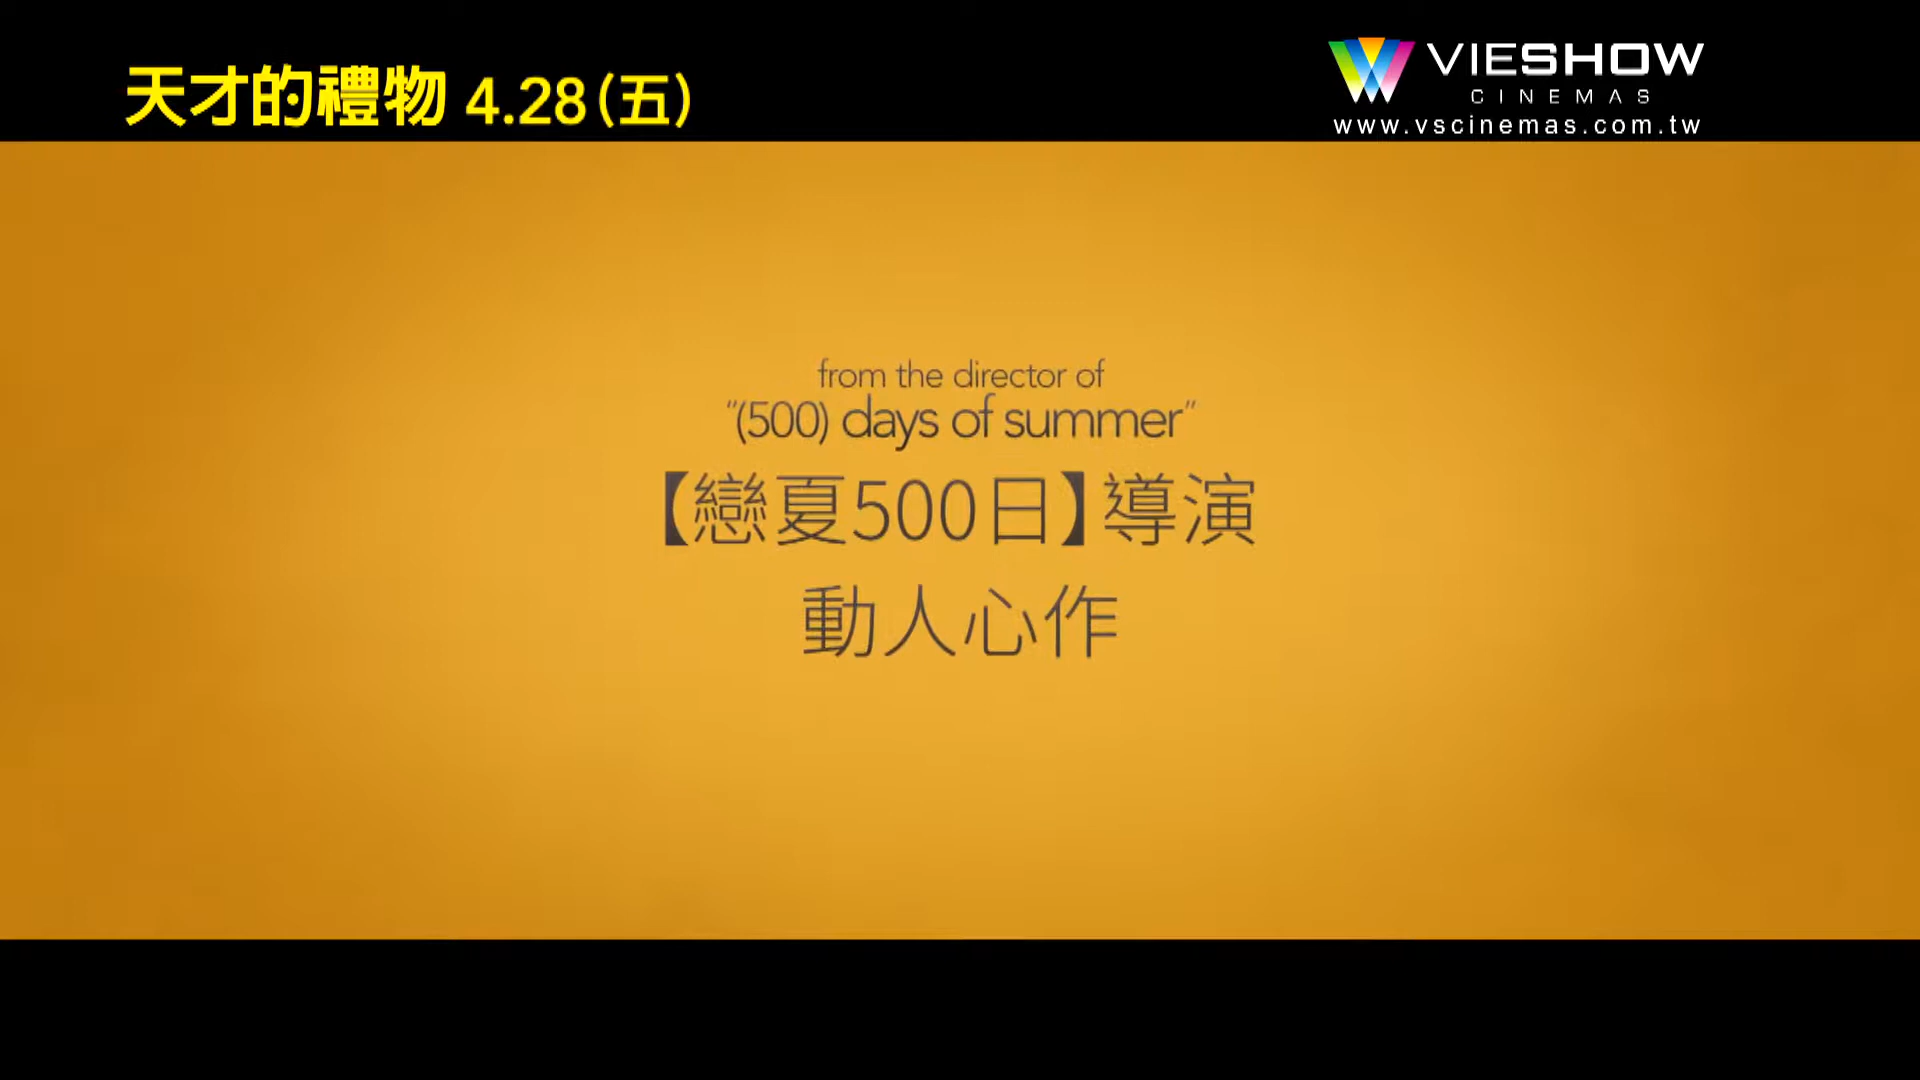 天才的禮物 4.28(五)
VIESHOW
CINEMAS
www.vscinemas.com.tw
from the director of
"(500) days of summer"
【戀夏500日】導演
動人心作